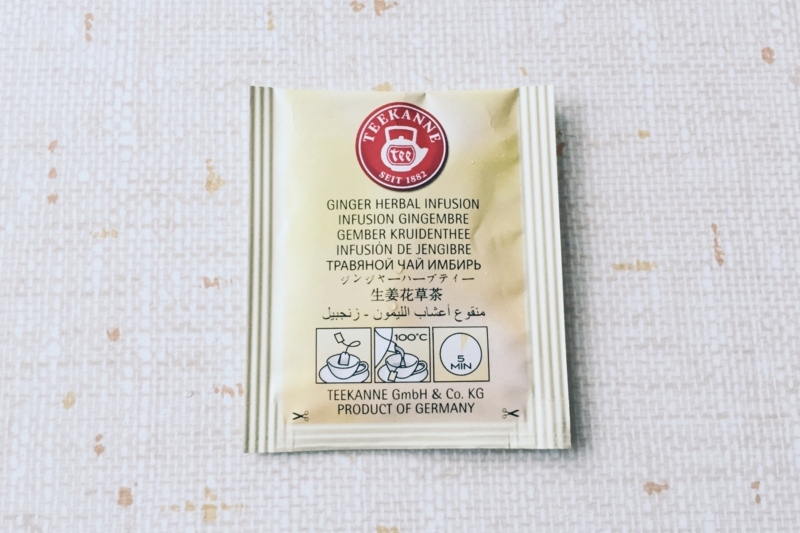 TEEKANNE
tee
SEIT 1882
GINGER HERBAL INFUSION
INFUSION GINGEMBRE
GEMBER KRUIDENTHEE
INFUSIÓN DE JENGIBRE
ТРАВЯНОЙ ЧАЙ ИМБИРЬ
ジンジャーハーブティー
生姜花草茶
منقوع أعشاب الليمون - زنجبيل
100°C
5
MIN
TEEKANNE GmbH & Co. KG
PRODUCT OF GERMANY